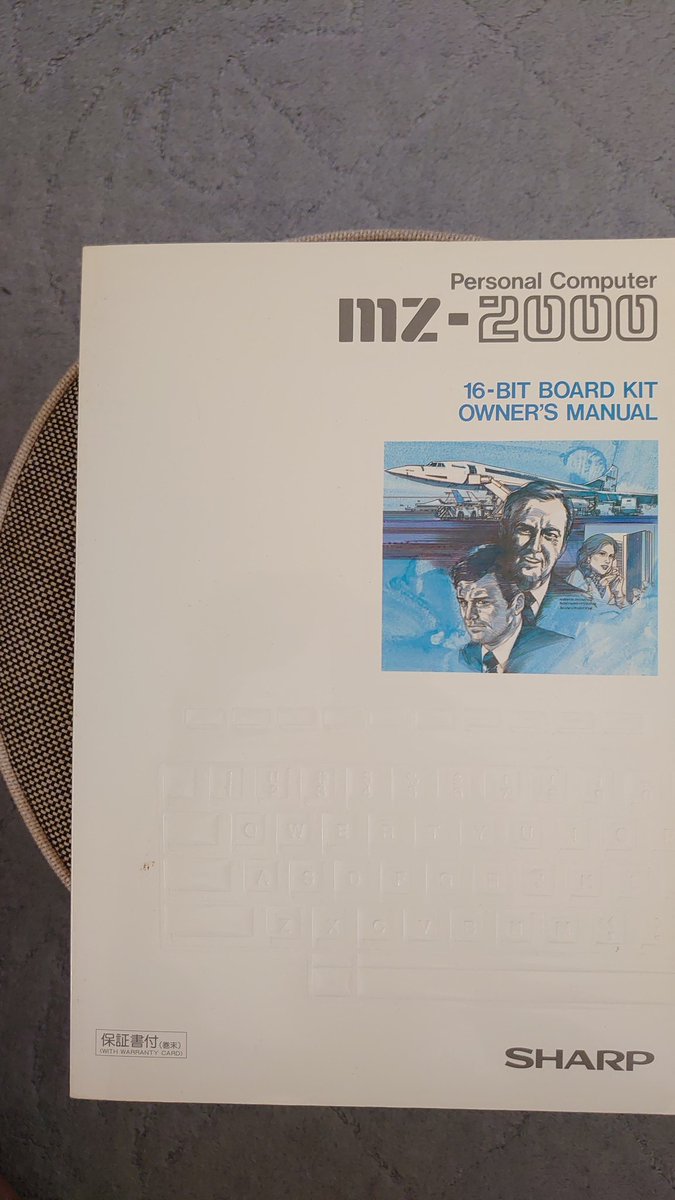 Personal Computer
mz-2000
16-BIT BOARD KIT
OWNER'S MANUAL
保証書付(巻末)
(WITH WARRANTY CARD)
SHARP